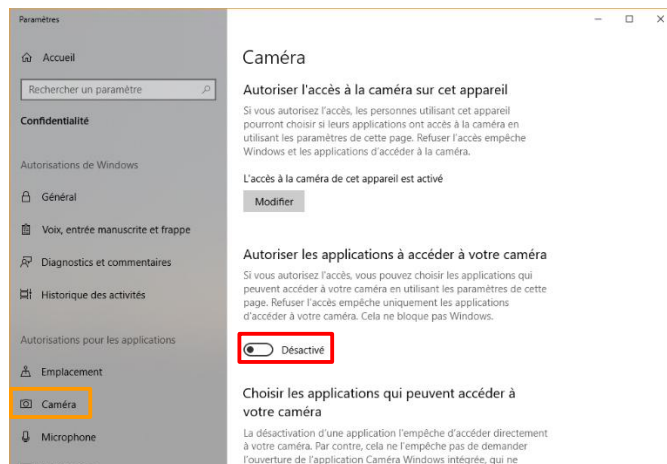 Paramètres
Accueil
Rechercher un paramètre
Confidentialité
Autorisations de Windows
Général
Voix, entrée manuscrite et frappe
Diagnostics et commentaires
Historique des activités
Autorisations pour les applications
Emplacement
Caméra
Microphone
Caméra
Autoriser l'accès à la caméra sur cet appareil
Si vous autorisez l'accès, les personnes utilisant cet appareil
pourront choisir si leurs applications ont accès à la caméra en
utilisant les paramètres de cette page. Refuser l'accès empêche
Windows et les applications d'accéder à la caméra.
L'accès à la caméra de cet appareil est activé
Modifier
Autoriser les applications à accéder à votre caméra
Si vous autorisez l'accès, vous pouvez choisir les applications qui
peuvent accéder à votre caméra en utilisant les paramètres de cette
page. Refuser l'accès empêche uniquement les applications
d'accéder à votre caméra. Cela ne bloque pas Windows.
Désactivé
Choisir les applications qui peuvent accéder à
votre caméra
La désactivation d'une application l'empêche d'accéder directement
à votre caméra. Par contre, cela ne l'empêche pas de demander
l'ouverture de l'application Caméra Windows intégrée, qui ne